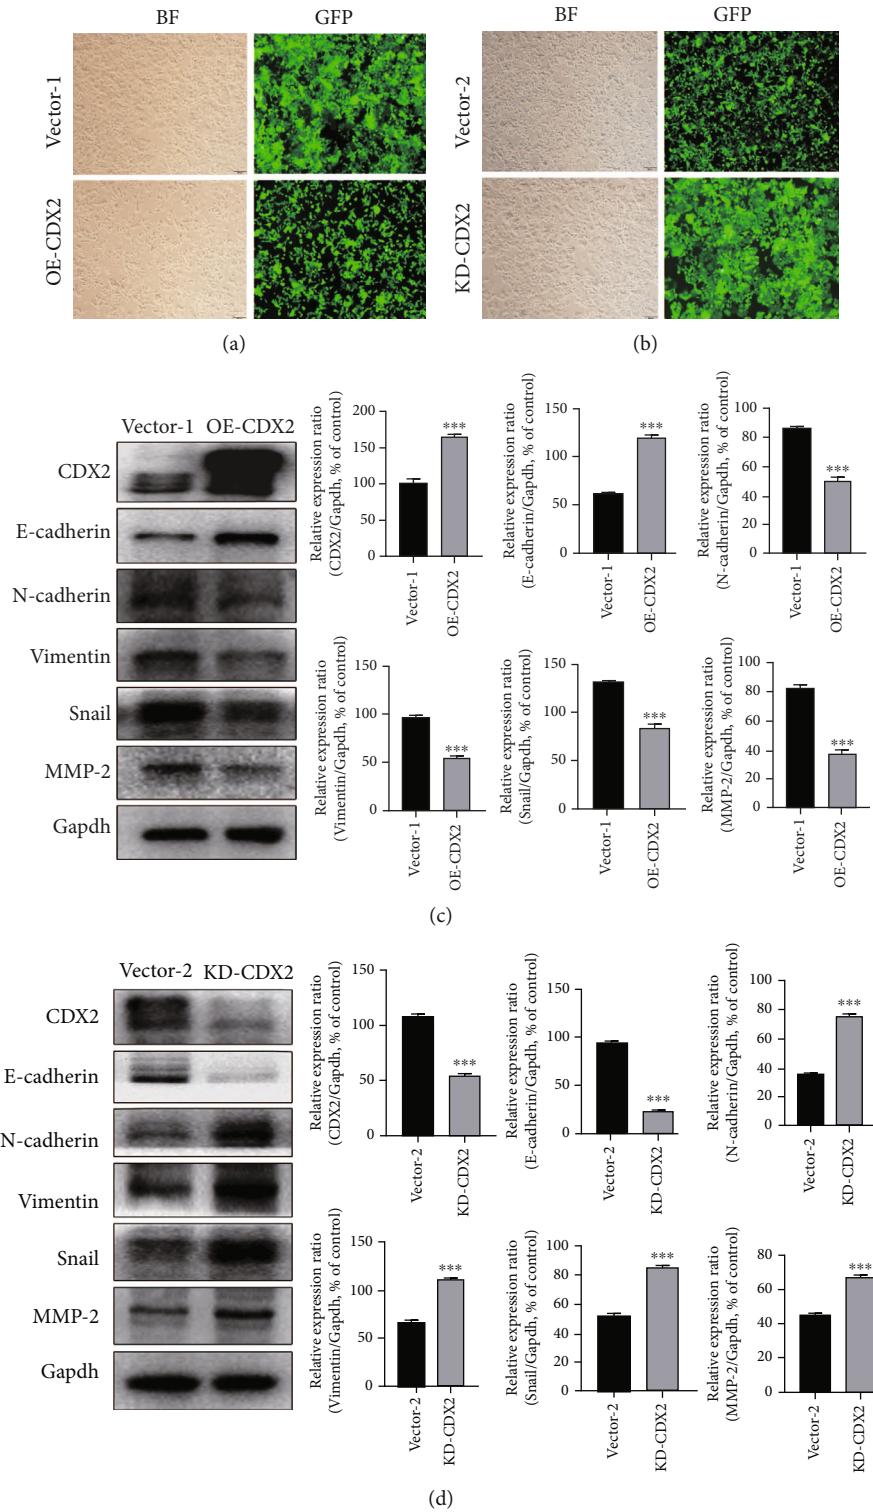 BF GFP BF GFP
Vector-1
OE-CDX2
Vector-2
KD-CDX2
(a) (b)
Vector-1 OE-CDX2
CDX2
E-cadherin
N-cadherin
Vimentin
Snail
MMP-2
Gapdh
Relative expression ratio
(CDX2/Gapdh, % of control)
200
150
100
50
0
***
Vector-1
OE-CDX2
Relative expression ratio
(E-cadherin/Gapdh, % of control)
150
100
50
0
***
Vector-1
OE-CDX2
Relative expression ratio
(N-cadherin/Gapdh, % of control)
100
80
60
40
20
0
***
Vector-1
OE-CDX2
Relative expression ratio
(Vimentin/Gapdh, % of control)
150
100
50
0
***
Vector-1
OE-CDX2
Relative expression ratio
(Snail/Gapdh, % of control)
150
100
50
0
***
Vector-1
OE-CDX2
Relative expression ratio
(MMP-2/Gapdh, % of control)
100
80
60
40
20
0
***
Vector-1
OE-CDX2
(c)
Vector-2 KD-CDX2
CDX2
E-cadherin
N-cadherin
Vimentin
Snail
MMP-2
Gapdh
Relative expression ratio
(CDX2/Gapdh, % of control)
150
100
50
0
***
Vector-2
KD-CDX2
Relative expression ratio
(E-cadherin/Gapdh, % of control)
150
100
50
0
***
Vector-2
KD-CDX2
Relative expression ratio
(N-cadherin/Gapdh, % of control)
100
80
60
40
20
0
***
Vector-2
KD-CDX2
Relative expression ratio
(Vimentin/Gapdh, % of control)
150
100
50
0
***
Vector-2
KD-CDX2
Relative expression ratio
(Snail/Gapdh, % of control)
100
80
60
40
20
0
***
Vector-2
KD-CDX2
Relative expression ratio
(MMP-2/Gapdh, % of control)
80
60
40
20
0
***
Vector-2
KD-CDX2
(d)